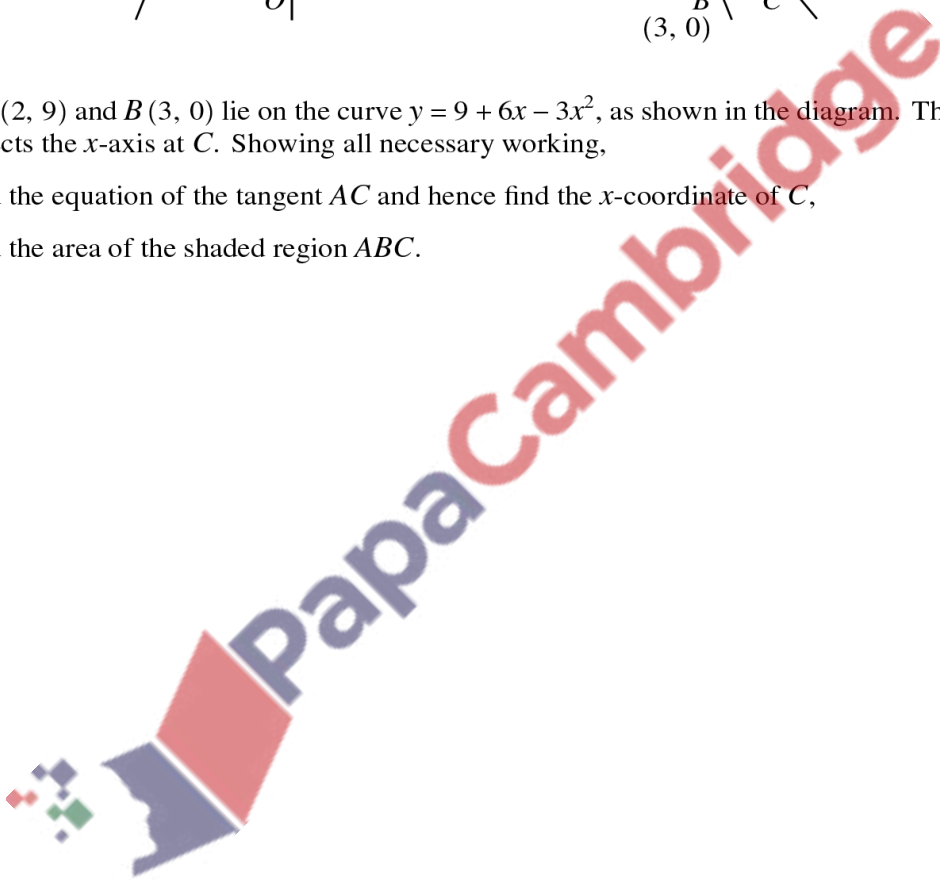 O
B C
(3, 0)
(2, 9) and B (3, 0) lie on the curve y = 9 + 6x − 3x², as shown in the diagram.
cts the x-axis at C. Showing all necessary working,
the equation of the tangent AC and hence find the x-coordinate of C,
the area of the shaded region ABC.
PapaCambridge